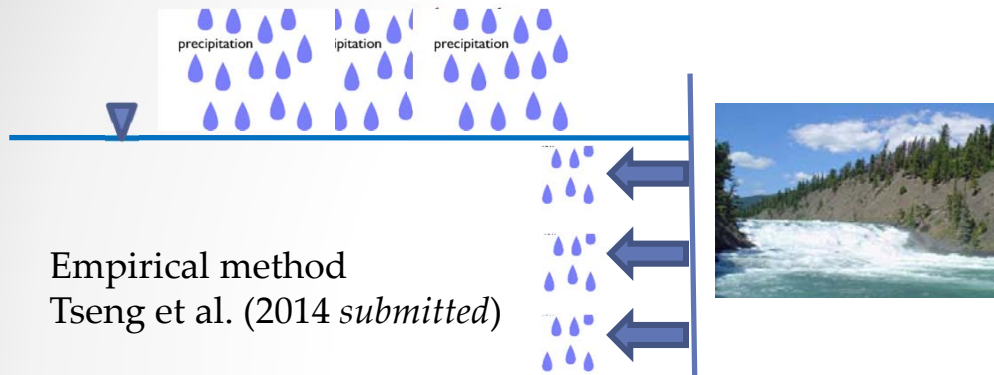 precipitation ipitation precipitation
Empirical method
Tseng et al. (2014 submitted)